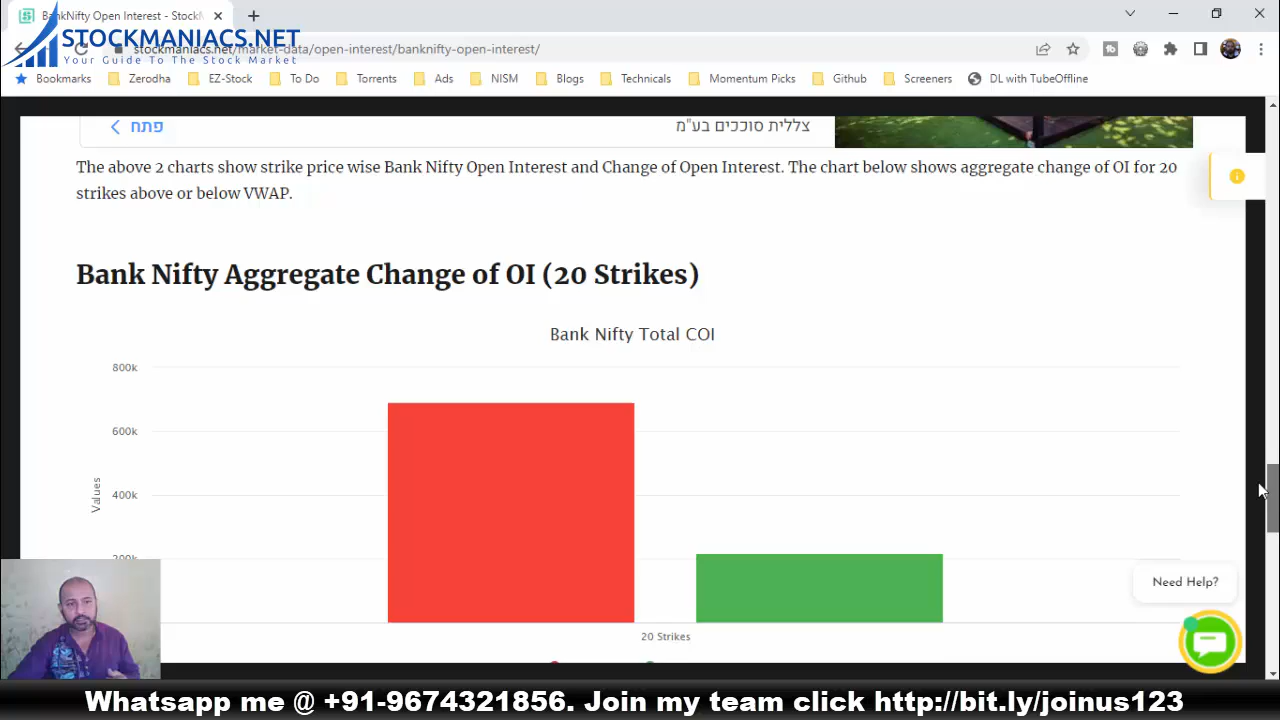 BankNifty Open Interest - StockM
STOCKMANIACS.NET
Your Guide To The Stock Market
stockmaniacs.net/market-data/open-interest/banknifty-open-interest/
Bookmarks Zerodha EZ-Stock To Do Torrents Ads NISM Blogs Technicals Momentum Picks Github Screeners DL with TubeOffline
פתח
צללית סוככים בע"מ
The above 2 charts show strike price wise Bank Nifty Open Interest and Change of Open Interest. The chart below shows aggregate change of OI for 20
strikes above or below VWAP.
Bank Nifty Aggregate Change of OI (20 Strikes)
Bank Nifty Total COI
800k
600k
400k
200k
Values
20 Strikes
Need Help?
Whatsapp me @ +91-9674321856. Join my team click http://bit.ly/joinus123